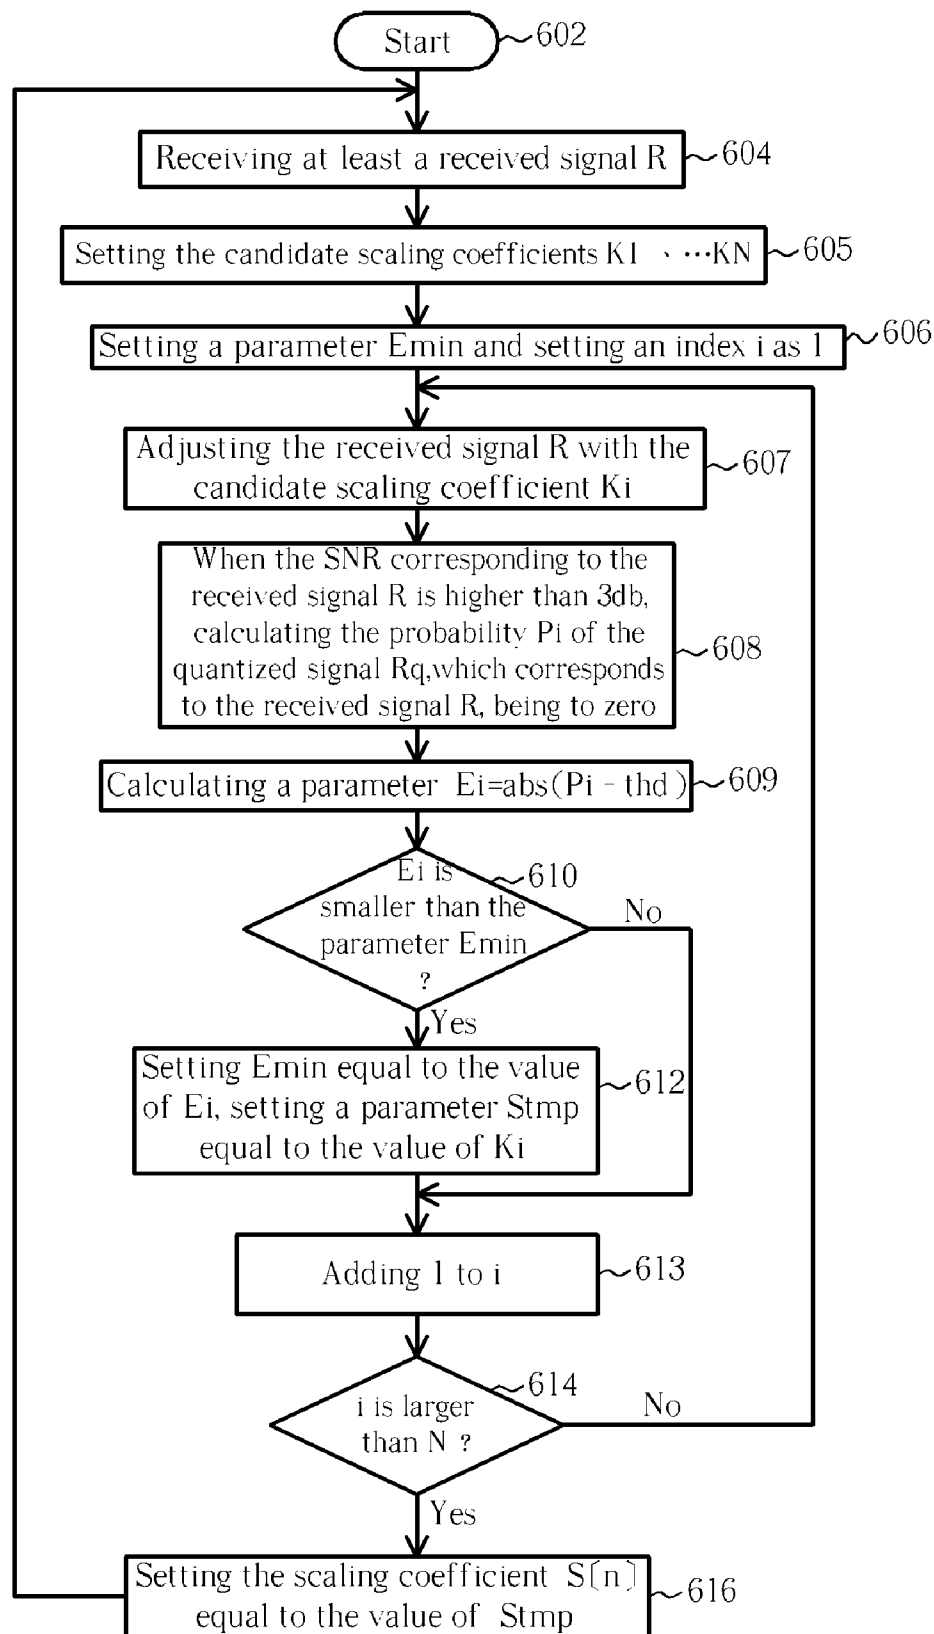 Start
602
Receiving at least a received signal R
604
Setting the candidate scaling coefficients K1 、…KN
605
Setting a parameter Emin and setting an index i as 1
606
Adjusting the received signal R with the
candidate scaling coefficient Ki
607
When the SNR corresponding to the
received signal R is higher than 3db,
calculating the probability Pi of the
quantized signal Rq,which corresponds
to the received signal R, being to zero
608
Calculating a parameter Ei=abs(Pi - thd)
609
Ei is
smaller than the
parameter Emin
?
610
No
Yes
Setting Emin equal to the value
of Ei, setting a parameter Stmp
equal to the value of Ki
612
Adding 1 to i
613
i is larger
than N ?
614
No
Yes
Setting the scaling coefficient S[n]
equal to the value of Stmp
616